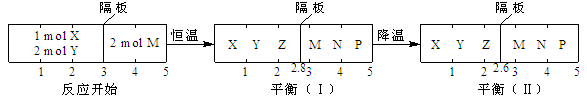 隔板
隔板
隔板
1 mol X
2 mol Y
2 mol M
恒温
X Y Z M N P
降温
X Y Z M N P
1 2 3 4 5
1 2 2.8 3 4 5
1 2 2.6 3 4 5
反应开始
平衡(Ⅰ)
平衡(Ⅱ)